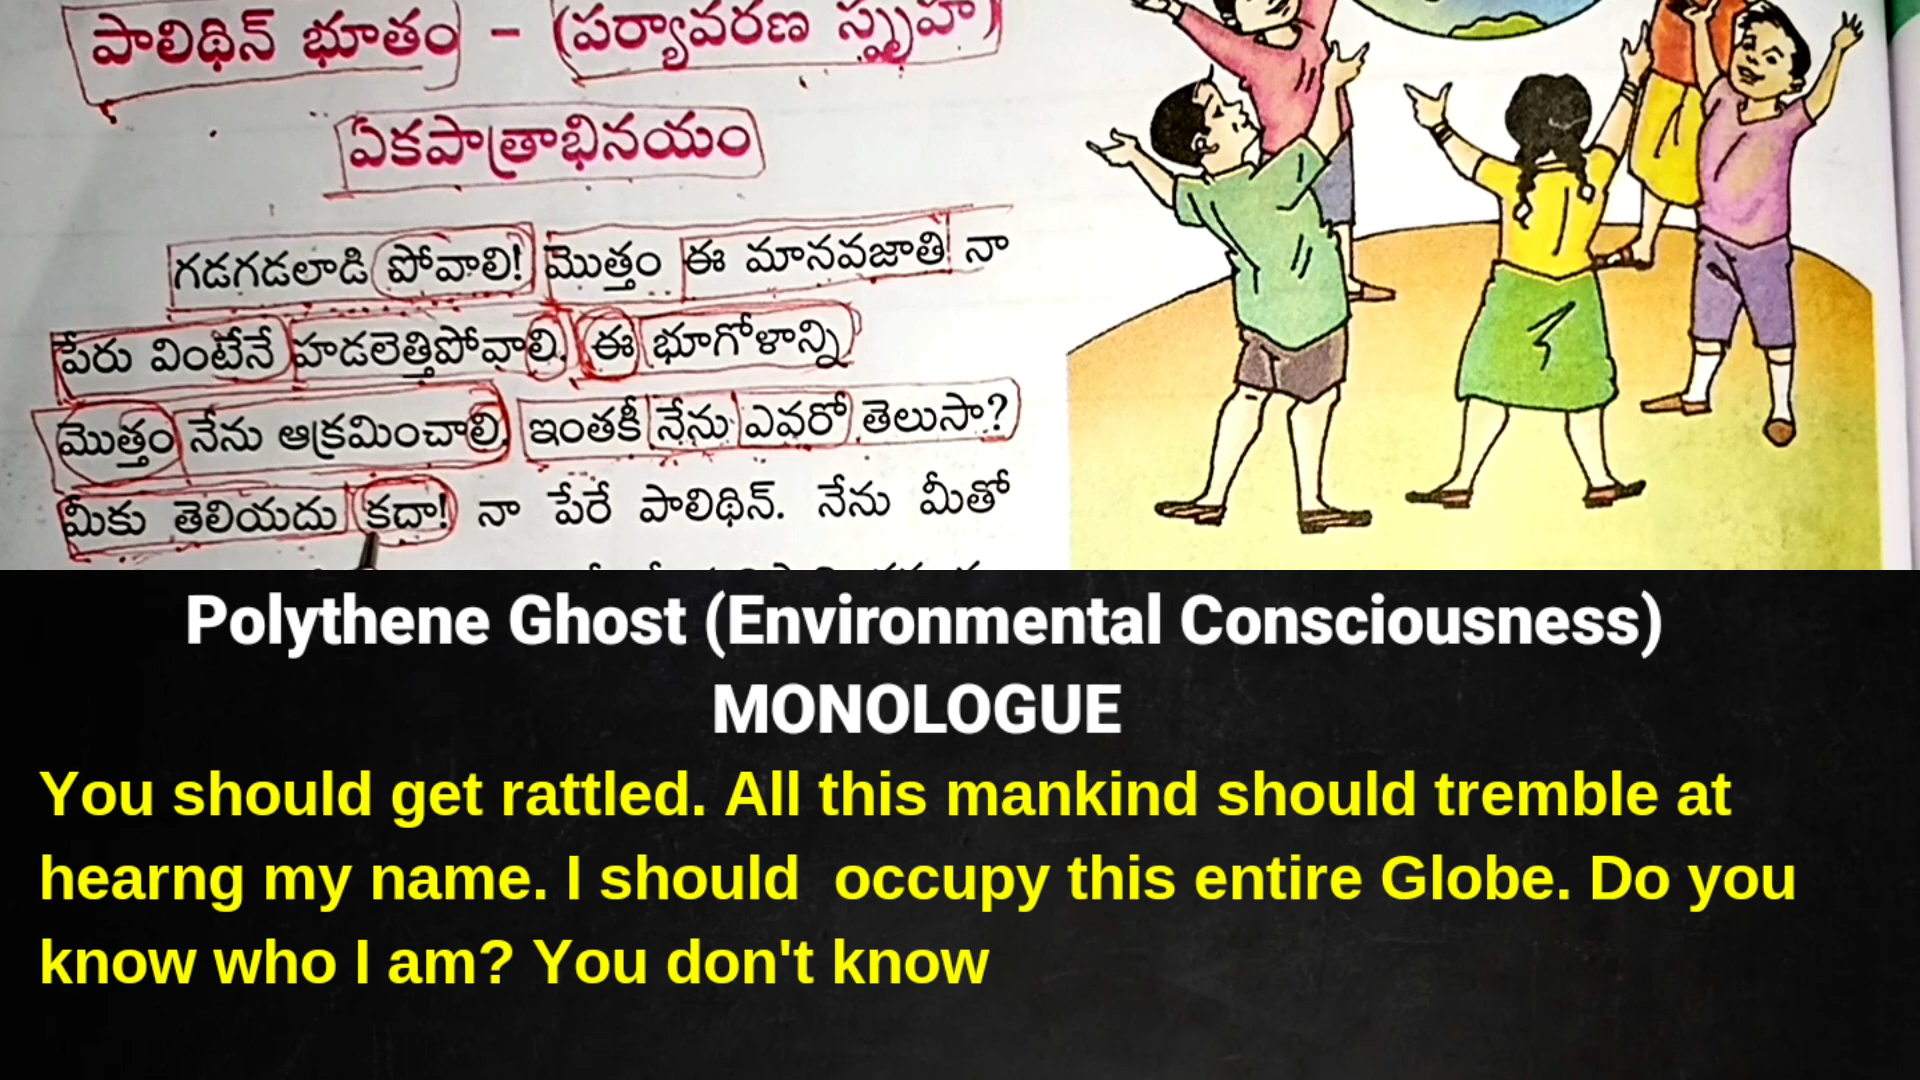 పాలిథిన్ భూతం - (పర్యావరణ స్పృహ)
ఏకపాత్రాభినయం
గడగడలాడి పోవాలి! మొత్తం ఈ మానవజాతి నా
పేరు వింటేనే హడలెత్తిపోవాలి. ఈ భూగోళాన్ని
మొత్తం నేను ఆక్రమించాలి. ఇంతకీ నేను ఎవరో తెలుసా?
మీకు తెలియదు కదా! నా పేరే పాలిథిన్. నేను మీతో
Polythene Ghost (Environmental Consciousness)
MONOLOGUE
You should get rattled. All this mankind should tremble at
hearng my name. I should  occupy this entire Globe. Do you
know who I am? You don't know